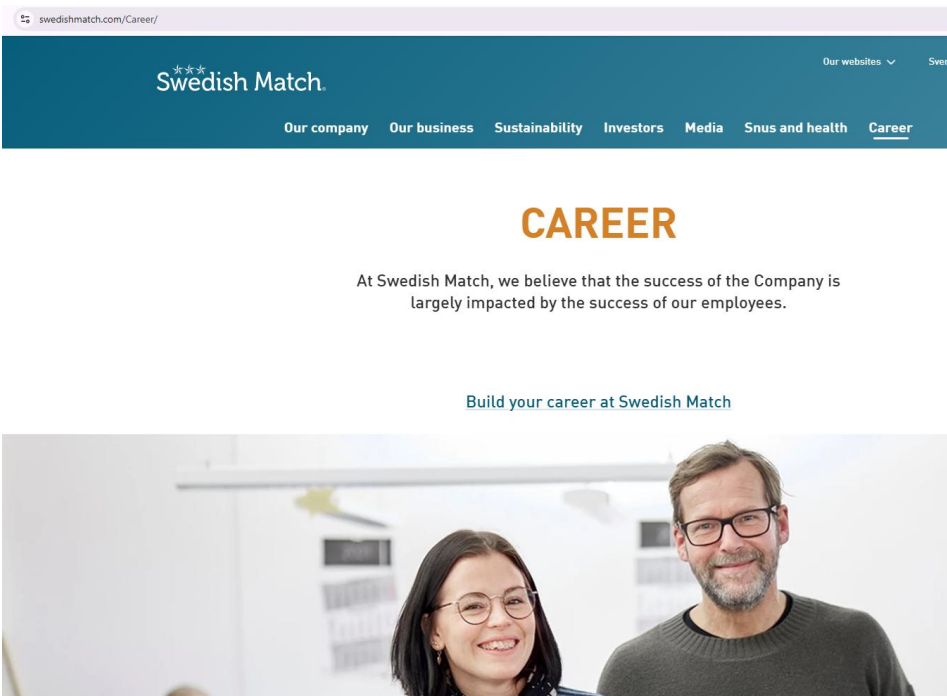 swedishmatch.com/Career/
Our websites
Swedish Match.
Our company Our business Sustainability Investors Media Snus and health Career
CAREER
At Swedish Match, we believe that the success of the Company is
largely impacted by the success of our employees.
Build your career at Swedish Match